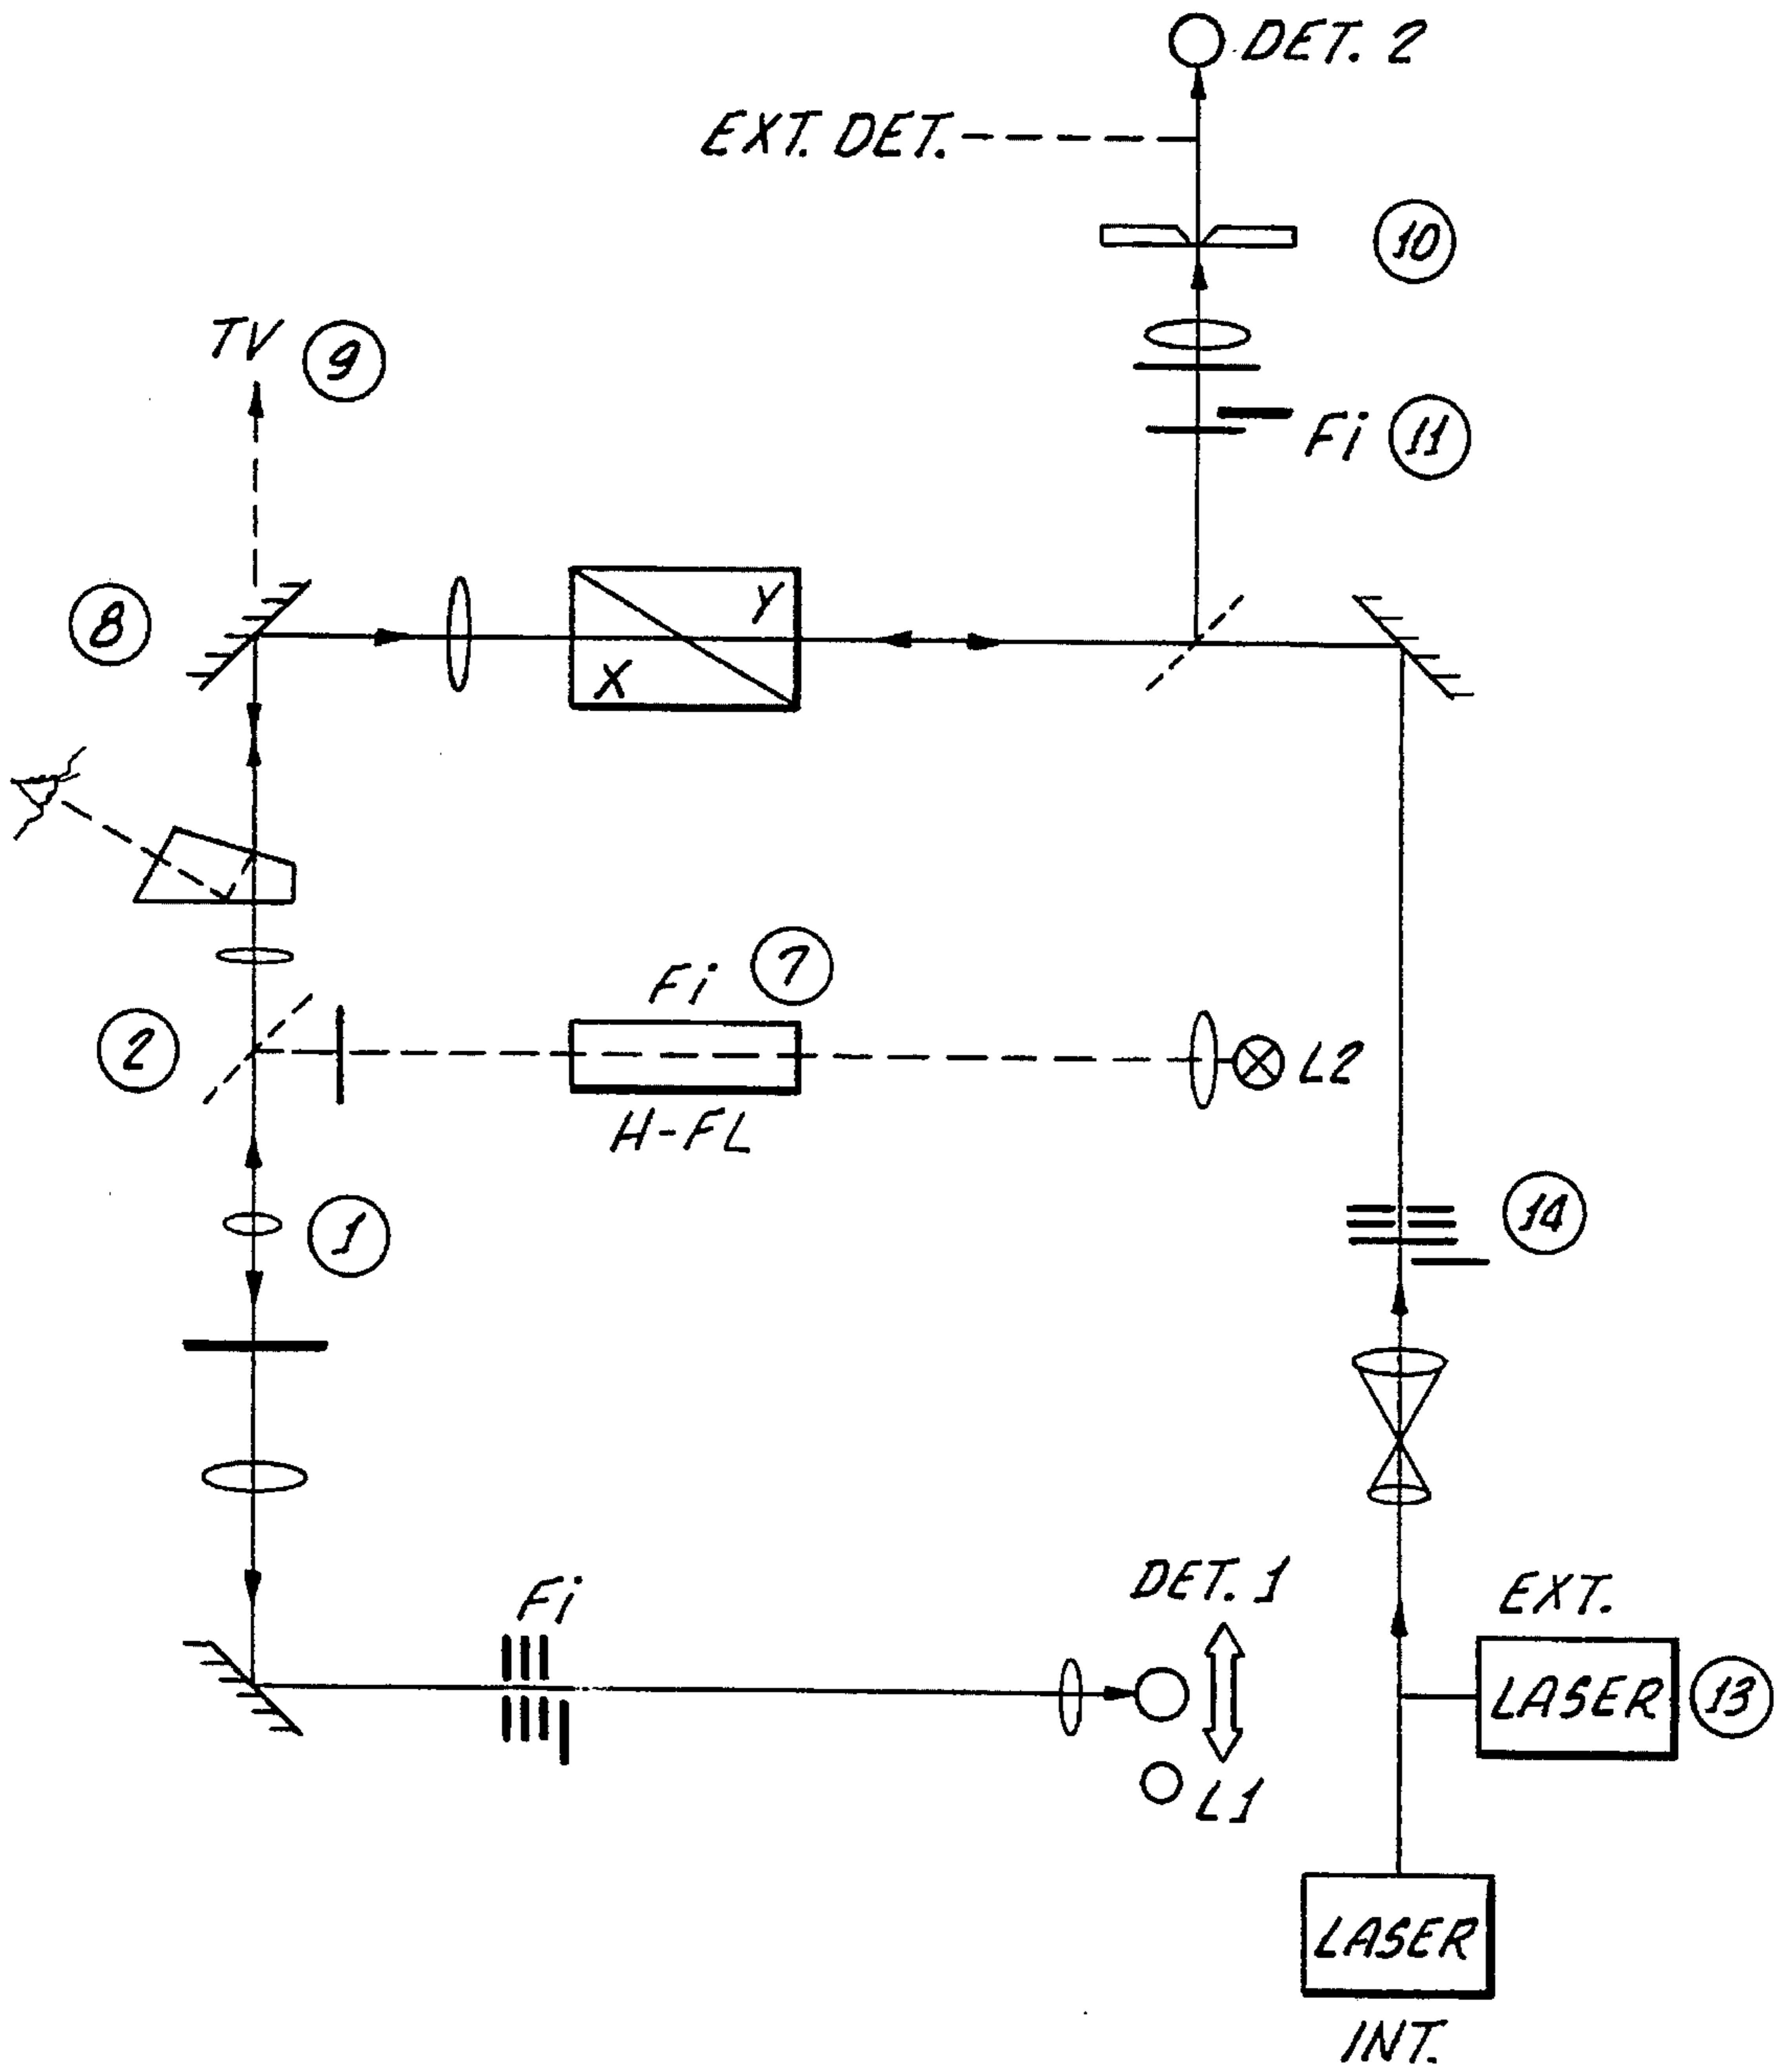 DET. 2
EXT. DET.
10
TV 9
Fi 11
8
Y
X
Fi 7
2
L2
H-FL
14
1
Fi
DET. 1
EXT.
LASER 13
L1
LASER
INT.